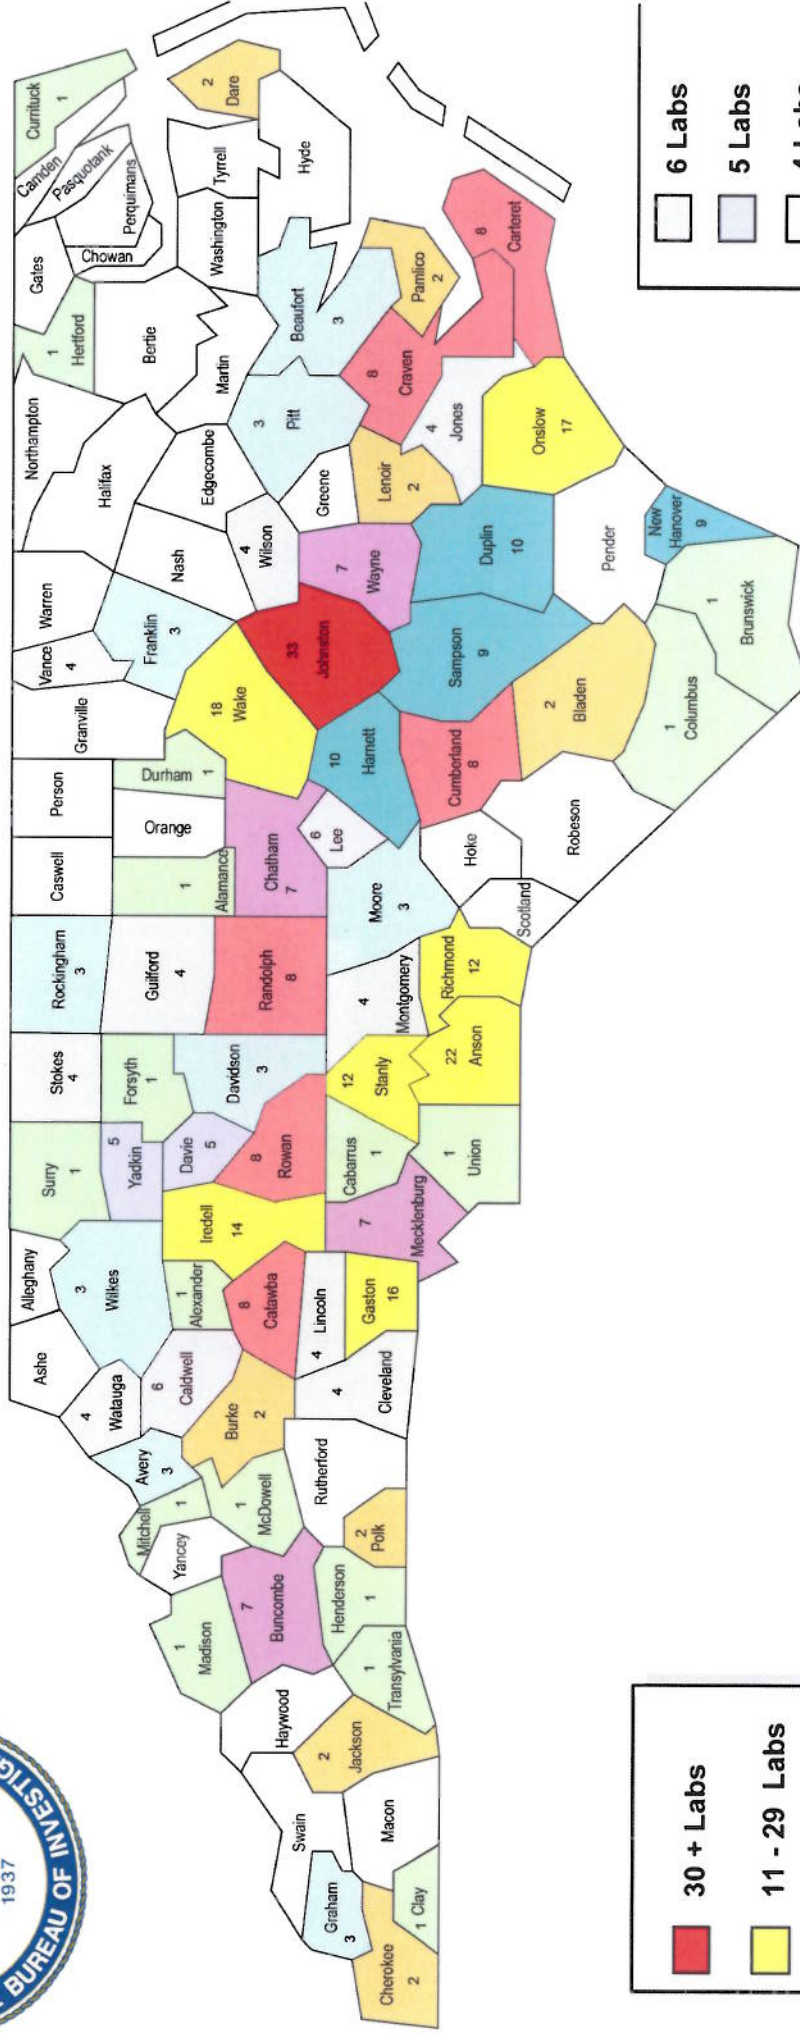 BUREAU OF INVESTIG
1937
Cherokee
2
Graham
3
1 Clay
Swain
Macon
Jackson
2
Haywood
Transylvania
1
Madison
1
Buncombe
7
Henderson
1
Yancey
Mitchell
1
McDowell
1
Polk
2
Rutherford
Avery
3
Burke
2
Watauga
4
Caldwell
6
Cleveland
4
Ashe
Alleghany
Wilkes
3
Alexander
1
Catawba
8
Lincoln
4
Gaston
16
Surry
1
Yadkin
5
Iredell
14
Davie
5
Rowan
8
Mecklenburg
7
Cabarrus
1
Union
1
Stokes
4
Forsyth
1
Davidson
3
Stanly
12
Anson
22
Rockingham
3
Guilford
4
Randolph
8
Montgomery
4
Richmond
12
Caswell
Alamance
1
Chatham
7
Moore
3
Scotland
Person
Orange
Durham
1
Lee
6
Hoke
Robeson
Granville
Wake
18
Harnett
10
Cumberland
8
Bladen
2
Columbus
1
Vance
4
Warren
Franklin
3
Johnston
33
Sampson
9
Brunswick
1
Nash
Wilson
4
Wayne
7
Duplin
10
Pender
New
Hanover
9
Northampton
Halifax
Edgecombe
Greene
Lenoir
2
Jones
4
Onslow
17
Hertford
1
Bertie
Martin
Pitt
3
Craven
8
Carteret
8
Gates
Chowan
Washington
Beaufort
3
Pamlico
2
Camden
Pasquotank
Perquimans
Tyrrell
Hyde
Currituck
1
Dare
2
30 + Labs
11 - 29 Labs
6 Labs
5 Labs
4 Labs